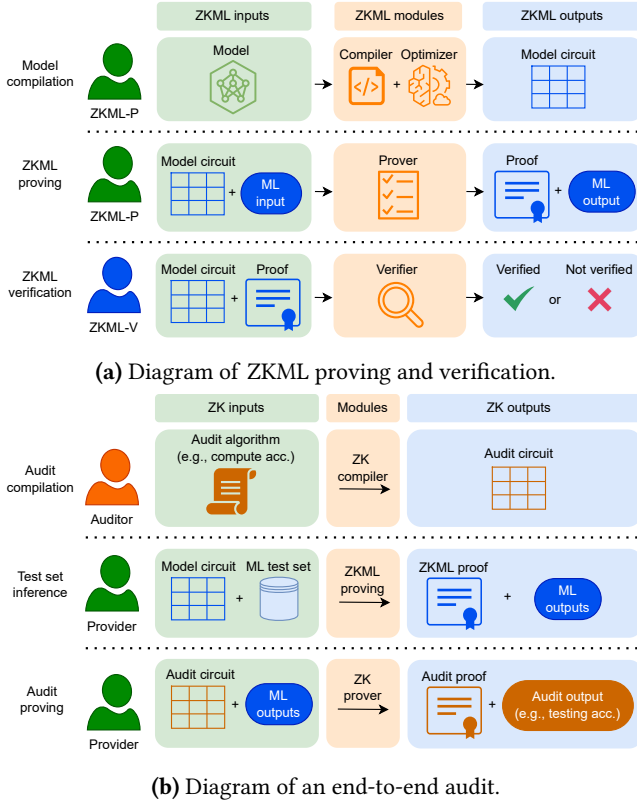 ZKML inputs
ZKML modules
ZKML outputs
Model
compilation
ZKML-P
Model
Compiler
+
Optimizer
</>
Model circuit
ZKML
proving
ZKML-P
Model circuit
+
ML
input
Prover
Proof
+
ML
output
ZKML
verification
ZKML-V
Model circuit
+
Proof
Verifier
Verified
or
Not verified
(a) Diagram of ZKML proving and verification.
ZK inputs
Modules
ZK outputs
Audit
compilation
Auditor
Audit algorithm
(e.g., compute acc.)
ZK
compiler
Audit circuit
Test set
inference
Provider
Model circuit
+
ML test set
ZKML
proving
ZKML proof
+
ML
outputs
Audit
proving
Provider
Audit circuit
+
ML
outputs
ZK
prover
Audit proof
+
Audit output
(e.g., testing acc.)
(b) Diagram of an end-to-end audit.